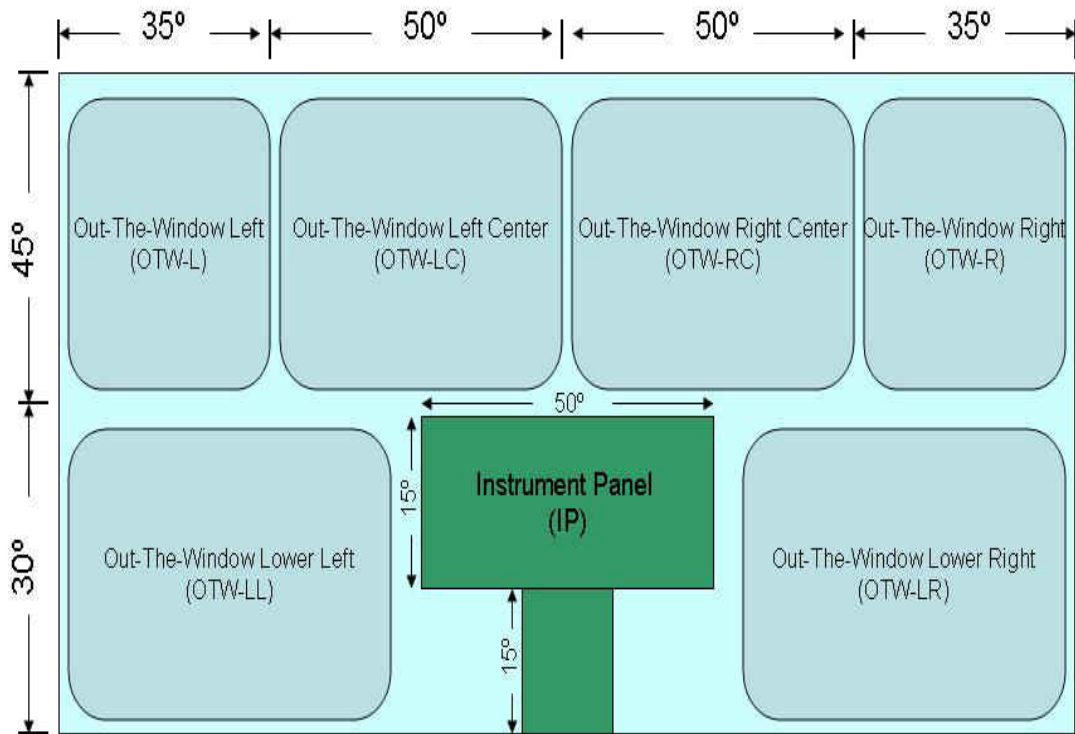 35º 50º 50º 35º
45º
Out-The-Window Left
(OTW-L)
Out-The-Window Left Center
(OTW-LC)
Out-The-Window Right Center
(OTW-RC)
Out-The-Window Right
(OTW-R)
50º
30º
15º
Instrument Panel
(IP)
Out-The-Window Lower Left
(OTW-LL)
Out-The-Window Lower Right
(OTW-LR)
15º